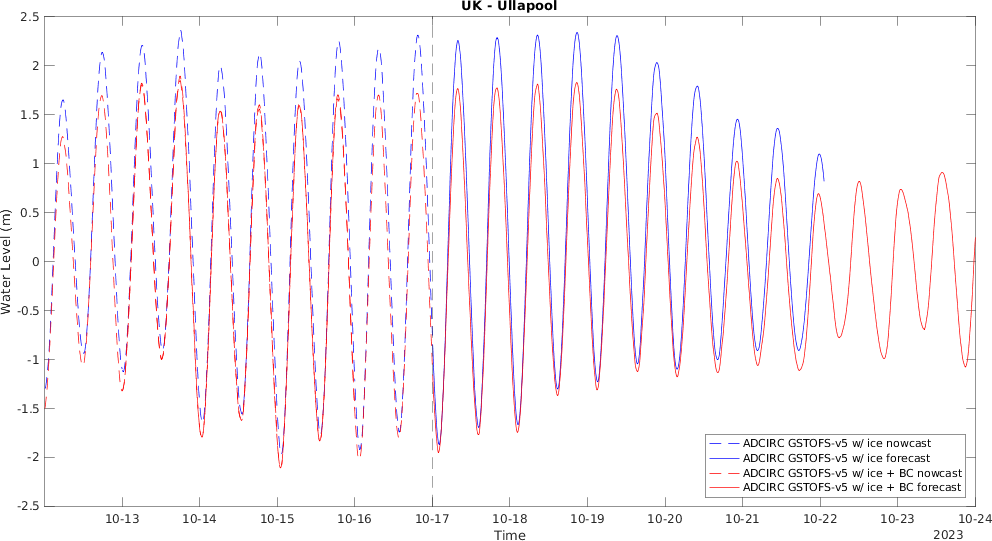 UK - Ullapool
2.5
2
1.5
1
0.5
0
-0.5
-1
-1.5
-2
-2.5
Water Level (m)
10-13 10-14 10-15 10-16 10-17 10-18 10-19 10-20 10-21 10-22 10-23 10-24
Time
2023
ADCIRC GSTOFS-v5 w/ ice nowcast
ADCIRC GSTOFS-v5 w/ ice forecast
ADCIRC GSTOFS-v5 w/ ice + BC nowcast
ADCIRC GSTOFS-v5 w/ ice + BC forecast